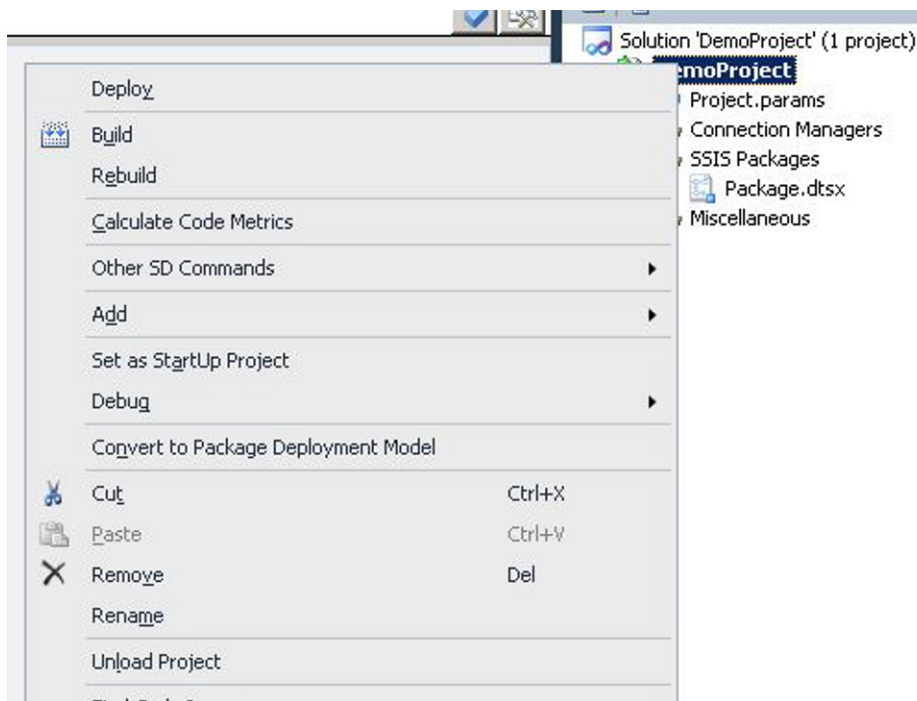 Solution 'DemoProject' (1 project)
emoProject
Project.params
Connection Managers
SSIS Packages
Package.dtsx
Miscellaneous
Deploy
Build
Rebuild
Calculate Code Metrics
Other SD Commands
Add
Set as StartUp Project
Debug
Convert to Package Deployment Model
Cut Ctrl+X
Paste Ctrl+V
Remove Del
Rename
Unload Project